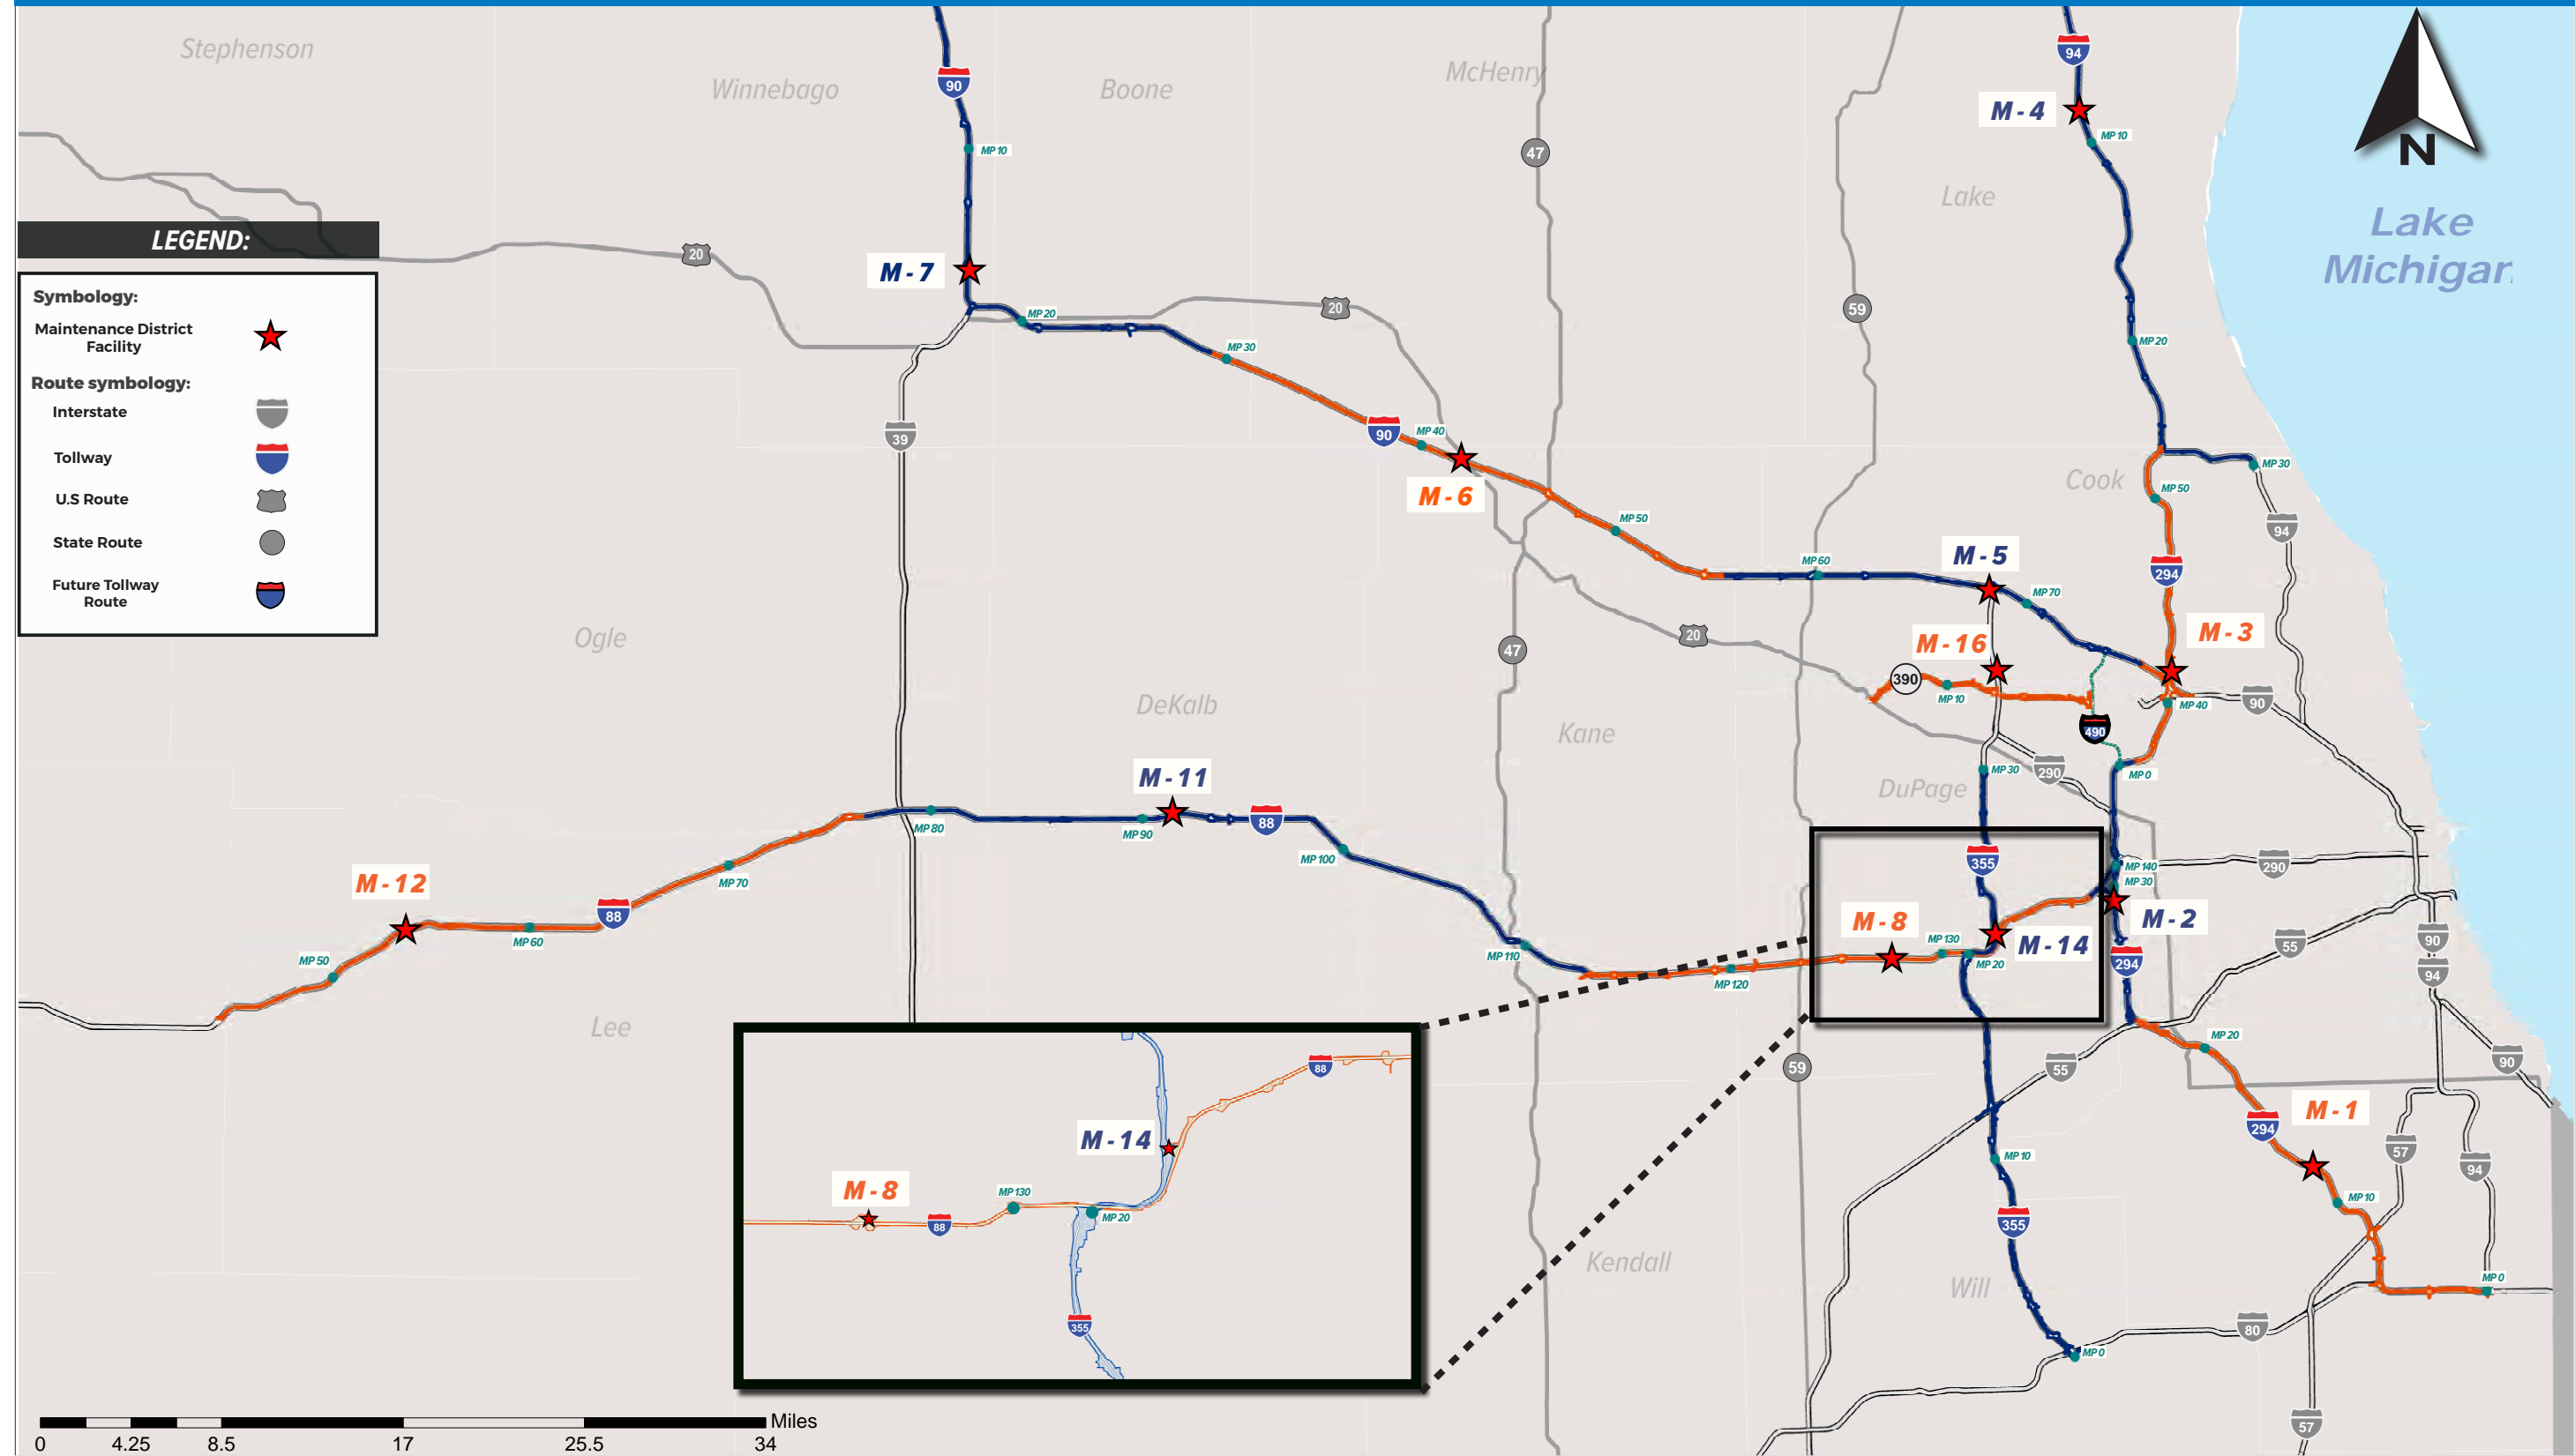 Stephenson
Winnebago
Boone
McHenry
Lake
Cook
Ogle
DeKalb
Kane
DuPage
Lee
Kendall
Will
Lake
Michigan
N
LEGEND:
Symbology:
Maintenance District
Facility
Route symbology:
Interstate
Tollway
U.S Route
State Route
Future Tollway
Route
90
MP 10
M - 7
20
MP 20
20
MP 30
39
90
MP 40
M - 6
47
MP 50
MP 60
59
M - 5
MP 70
94
M - 4
MP 10
MP 20
MP 30
MP 50
94
294
M - 3
M - 16
390
MP 10
490
MP 40
90
MP 0
20
47
290
MP 30
355
MP 140
MP 30
290
M - 2
M - 8
MP 130
MP 20
M - 14
294
55
90
94
MP 20
90
55
59
M - 1
294
57
94
MP 10
MP 10
355
MP 0
80
MP 0
57
M - 11
MP 80
MP 90
88
MP 100
MP 110
MP 120
M - 12
MP 50
MP 60
88
MP 70
88
M - 14
M - 8
MP 130
88
MP 20
355
Miles
0 4.25 8.5 17 25.5 34